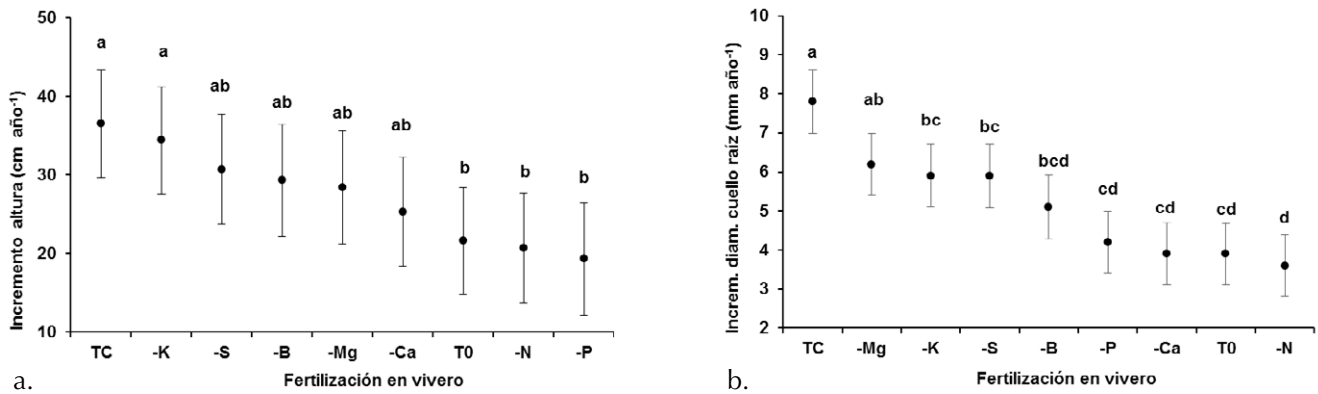 50
40
30
20
10
Incremento altura (cm año⁻¹)
a
a
ab
ab
ab
ab
b
b
b
TC
-K
-S
-B
-Mg
-Ca
T0
-N
-P
Fertilización en vivero
a.
10
9
8
7
6
5
4
3
2
Increm. diam. cuello raíz (mm año⁻¹)
a
ab
bc
bc
bcd
cd
cd
cd
d
TC
-Mg
-K
-S
-B
-P
-Ca
T0
-N
Fertilización en vivero
b.